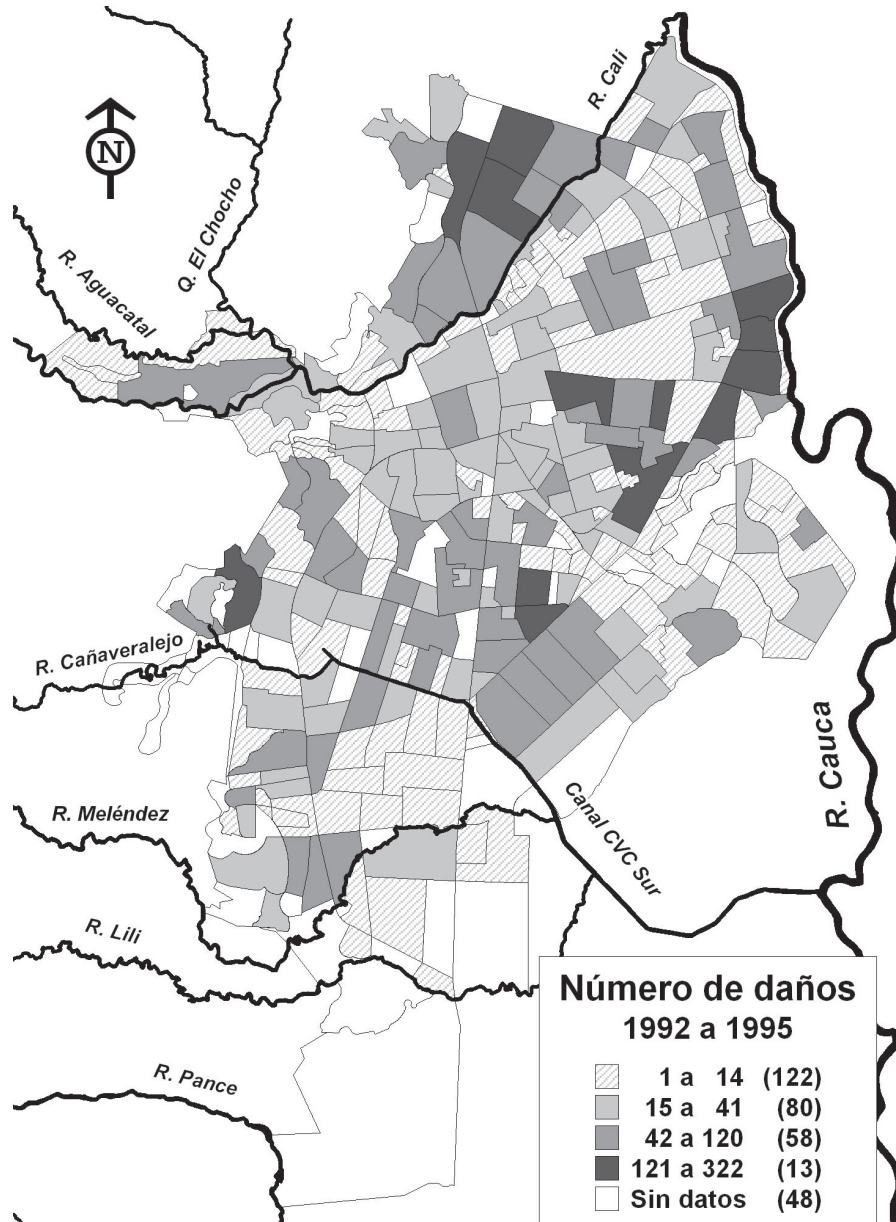 R. Cali
N
Q. El Chocho
R. Aguacatal
R. Cañaveralejo
R. Cauca
R. Meléndez
Canal CVC Sur
R. Lili
R. Pance
Número de daños
1992 a 1995
1 a 14 (122)
15 a 41 (80)
42 a 120 (58)
121 a 322 (13)
Sin datos (48)